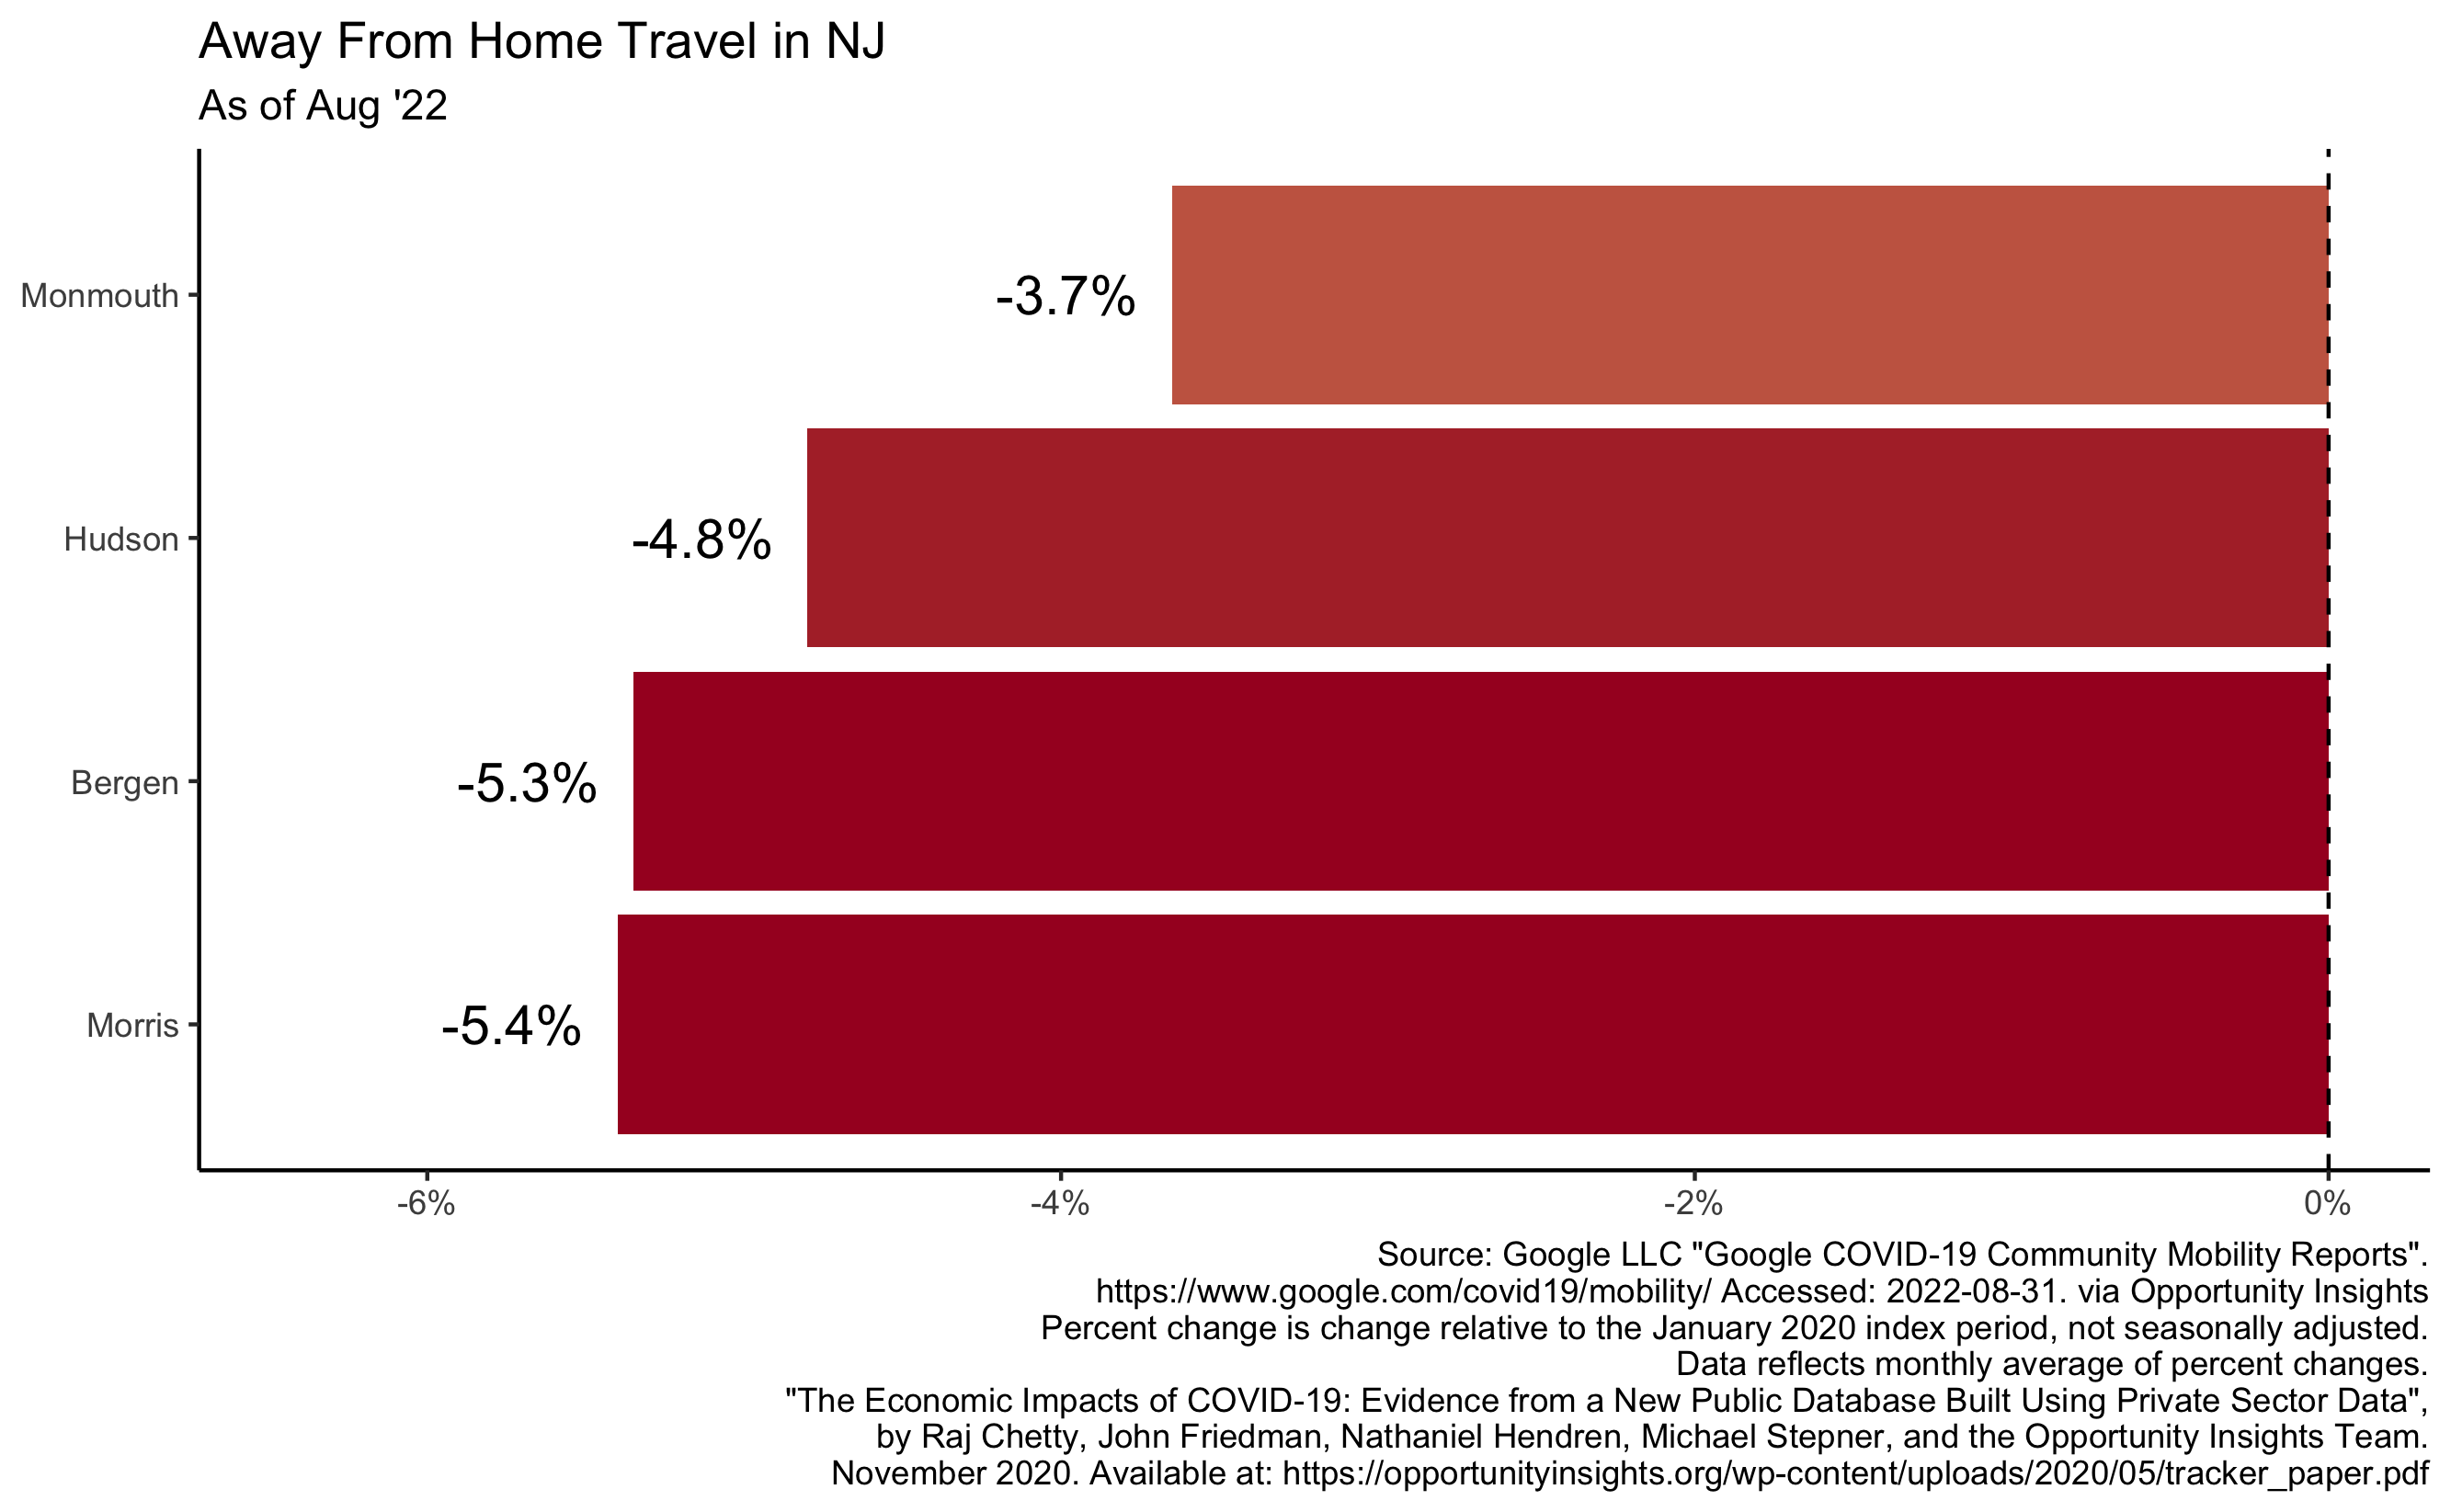 Away From Home Travel in NJ
As of Aug '22
Monmouth
-3.7%
Hudson
-4.8%
Bergen
-5.3%
Morris
-5.4%
-6%
-4%
-2%
0%
Source: Google LLC "Google COVID-19 Community Mobility Reports".
https://www.google.com/covid19/mobility/ Accessed: 2022-08-31. via Opportunity Insights
Percent change is change relative to the January 2020 index period, not seasonally adjusted.
Data reflects monthly average of percent changes.
"The Economic Impacts of COVID-19: Evidence from a New Public Database Built Using Private Sector Data",
by Raj Chetty, John Friedman, Nathaniel Hendren, Michael Stepner, and the Opportunity Insights Team.
November 2020. Available at: https://opportunityinsights.org/wp-content/uploads/2020/05/tracker_paper.pdf